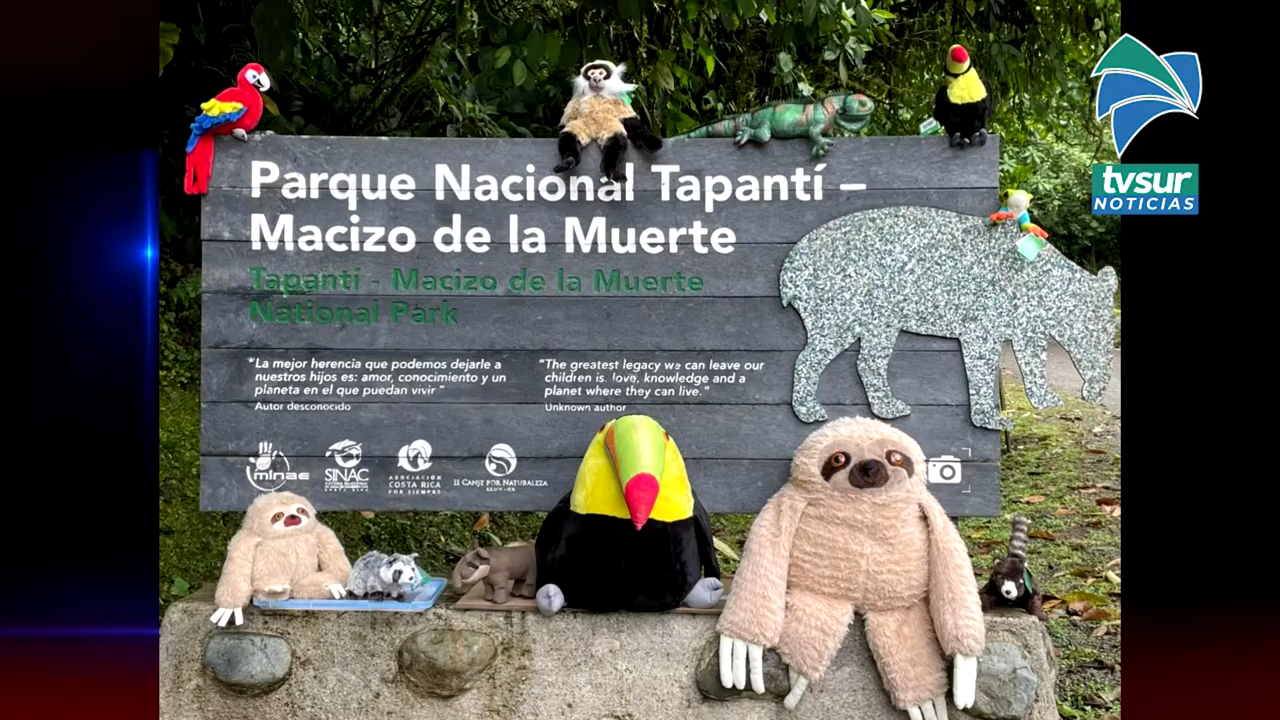 Parque Nacional Tapantí –
Macizo de la Muerte
Tapantí - Macizo de la Muerte
National Park
"La mejor herencia que podemos dejarle a
nuestros hijos es: amor, conocimiento y un
planeta en el que puedan vivir"
Autor desconocido
"The greatest legacy we can leave our
children is: love, knowledge and a
planet where they can live."
Unknown author
minae
SINAC
ASOCIACIÓN
COSTA RICA
POR SIEMPRE
II CANJE POR NATURALEZA
tvsur
NOTICIAS